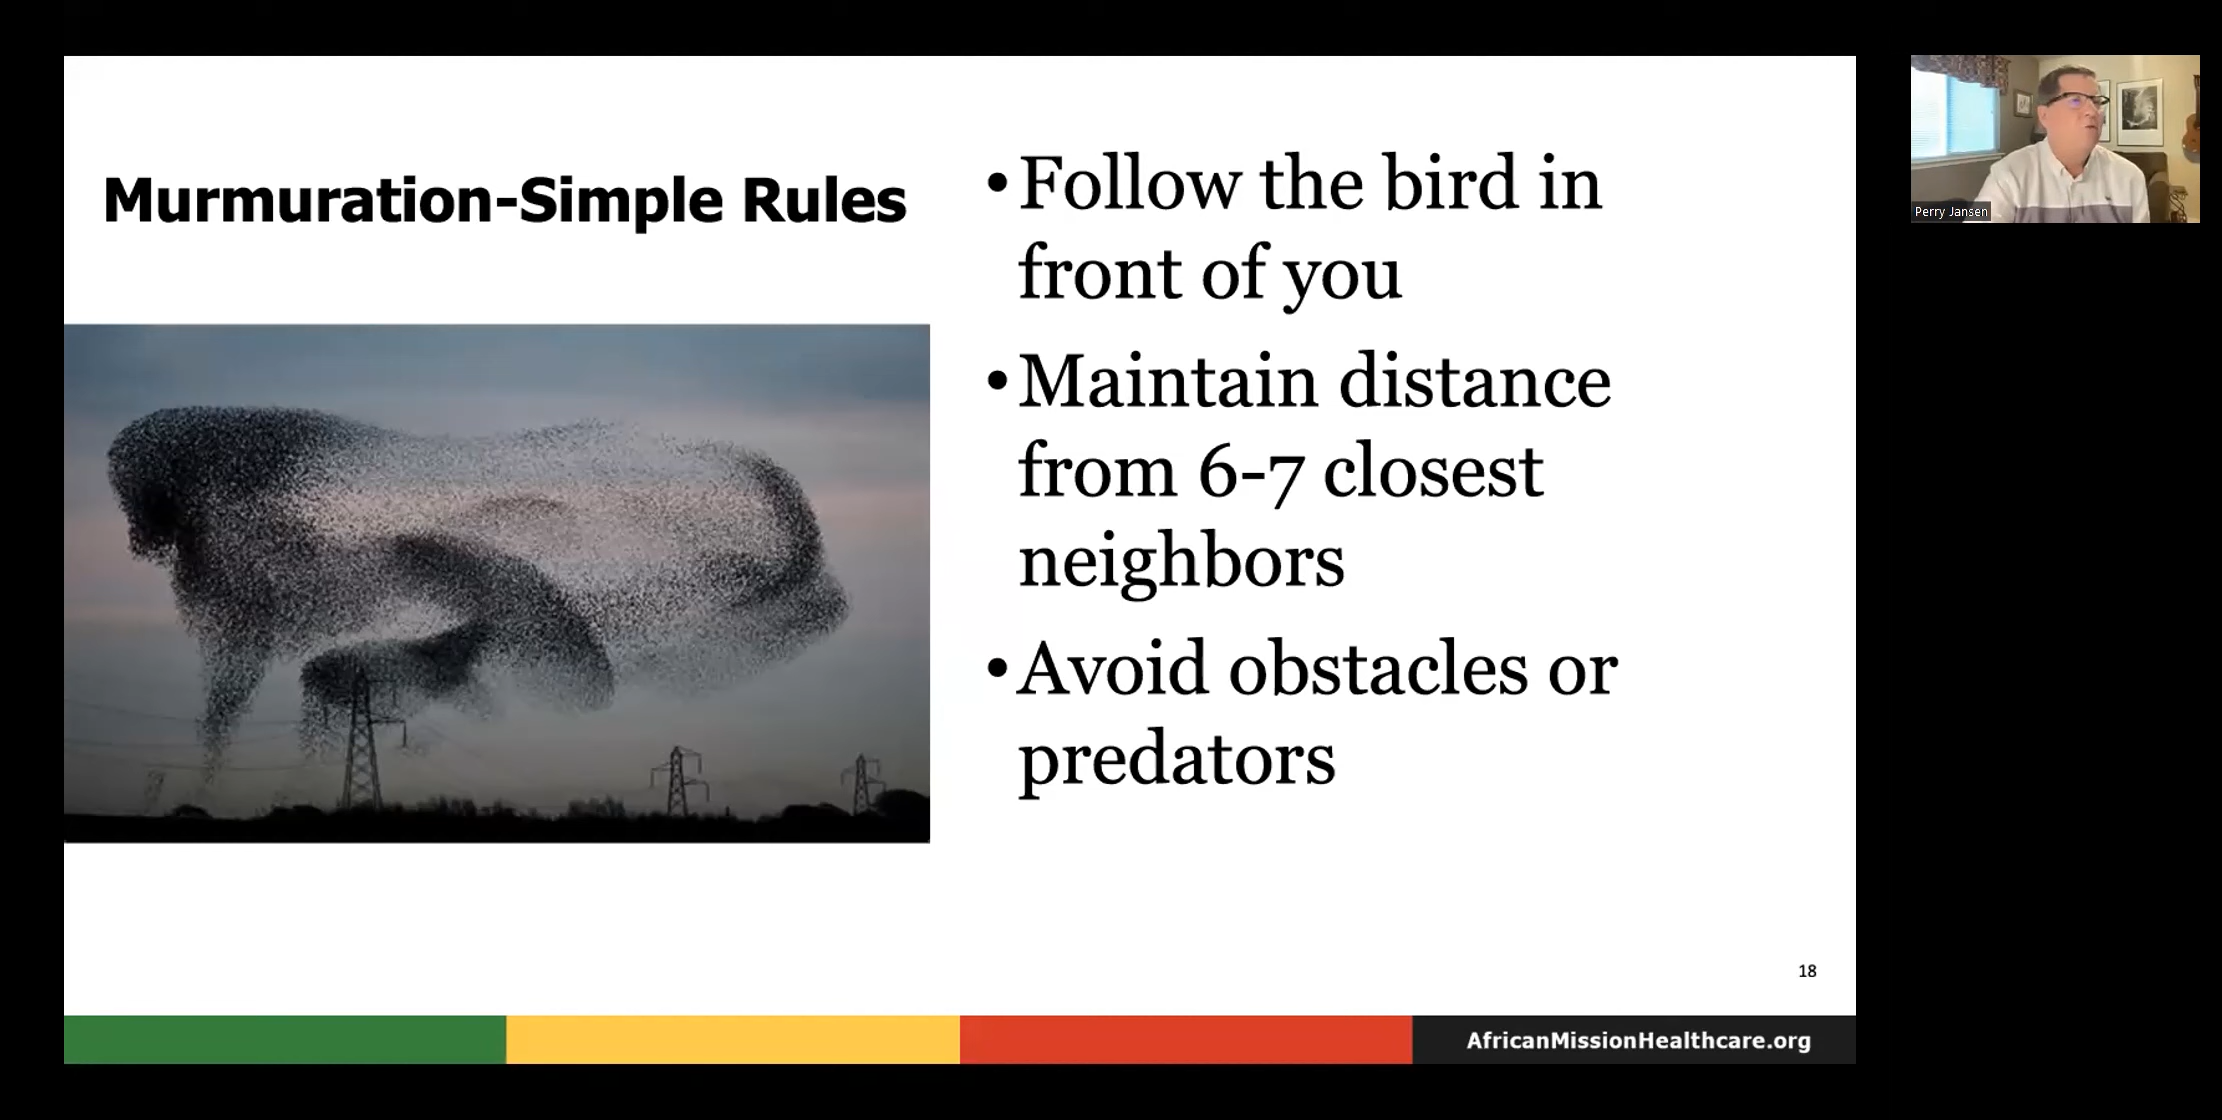 Murmuration-Simple Rules
•Follow the bird in
front of you
•Maintain distance
from 6-7 closest
neighbors
•Avoid obstacles or
predators
18
AfricanMissionHealthcare.org
Perry Jansen